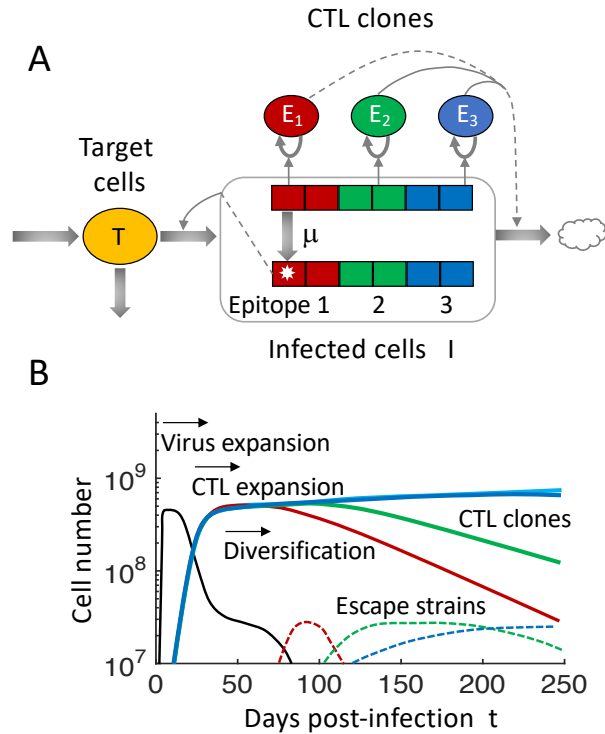 CTL clones
A
E₁
E₂
E₃
Target
cells
T
μ
Epitope 1 2 3
Infected cells I
B
Virus expansion
CTL expansion
CTL clones
Diversification
Escape strains
Cell number
10⁹
10⁸
10⁷
0 50 100 150 200 250
Days post-infection t